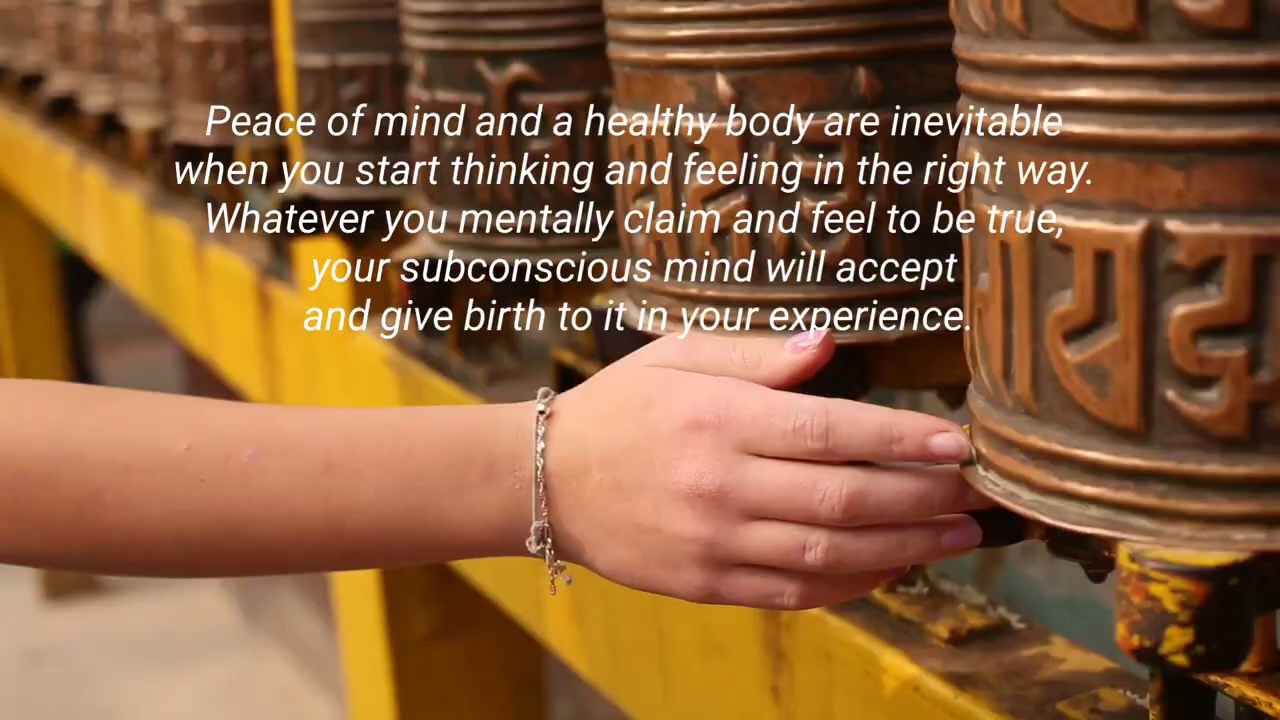 Peace of mind and a healthy body are inevitable
when you start thinking and feeling in the right way.
Whatever you mentally claim and feel to be true,
your subconscious mind will accept
and give birth to it in your experience.